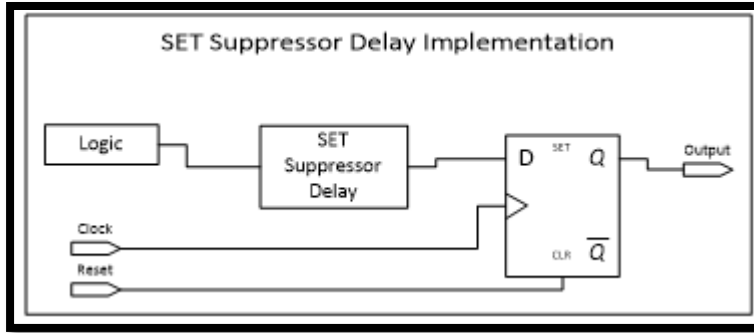 SET Suppressor Delay Implementation
Logic
SET
Suppressor
Delay
D
SET
Q
Output
Clock
Reset
CLR
Q